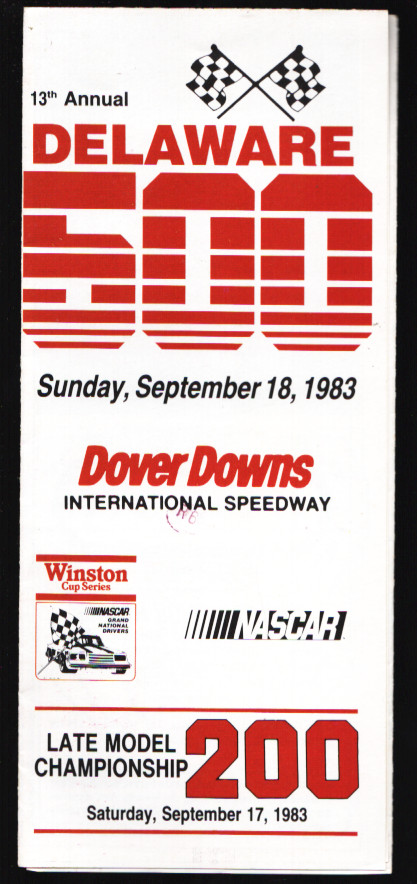 13th Annual
DELAWARE
500
Sunday, September 18, 1983
Dover Downs
INTERNATIONAL SPEEDWAY
Winston
Cup Series
NASCAR
GRAND
NATIONAL
DRIVERS
NASCAR
LATE MODEL
CHAMPIONSHIP
200
Saturday, September 17, 1983